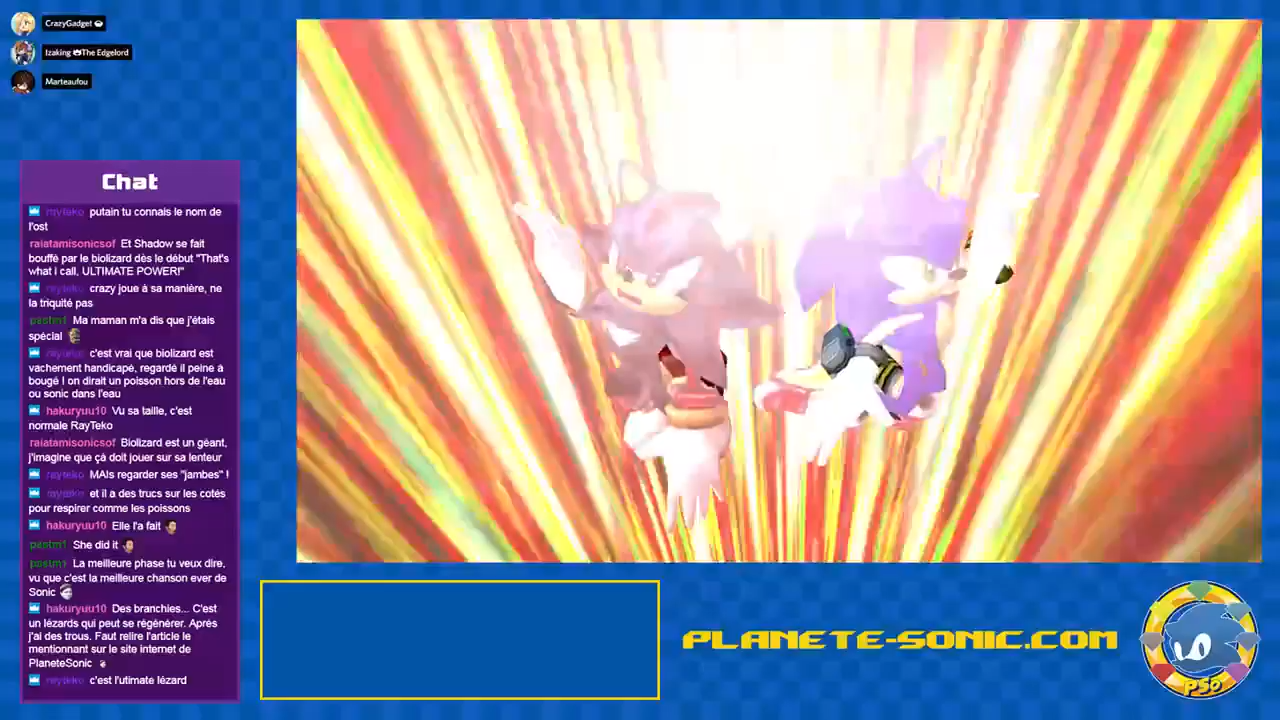 CrazyGadget
Izaking The Edgelord
Marteaufou
Chat
rayteko putain tu connais le nom de
l'ost
raiatamisonicsof Et Shadow se fait
bouffé par le biolizard dès le début "That's
what i call, ULTIMATE POWER!"
rayteko crazy joue à sa manière, ne
la triquité pas
pastm1 Ma maman m'a dis que j'étais
spécial
rayteko c'est vrai que biolizard est
vachement handicapé, regardé il peine à
bougé ! on dirait un poisson hors de l'eau
ou sonic dans l'eau
hakuryuu10 Vu sa taille, c'est
normale RayTeko
raiatamisonicsof Biolizard est un géant,
j'imagine que çà doit jouer sur sa lenteur
rayteko MAIs regarder ses "jambes" !
rayteko et il a des trucs sur les cotés
pour respirer comme les poissons
hakuryuu10 Elle l'a fait
pastm1 She did it
pastm1 La meilleure phase tu veux dire,
vu que c'est la meilleure chanson ever de
Sonic
hakuryuu10 Des branchies... C'est
un lézards qui peut se régénérer. Après
j'ai des trous. Faut relire l'article le
mentionnant sur le site internet de
PlaneteSonic
rayteko c'est l'utimate lézard
PLANETE-SONIC.COM
PSo